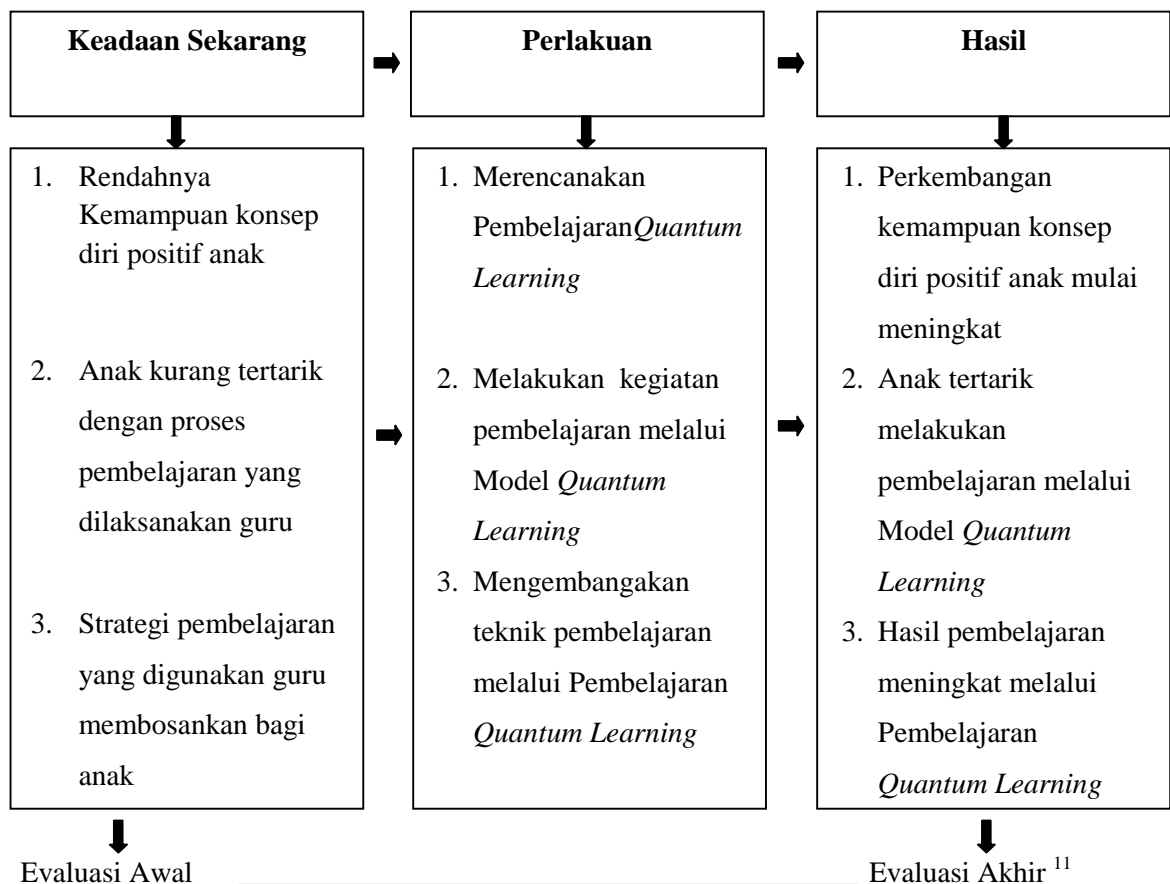 Keadaan Sekarang
Perlakuan
Hasil
1. Rendahnya
Kemampuan konsep
diri positif anak
2. Anak kurang tertarik
dengan proses
pembelajaran yang
dilaksanakan guru
3. Strategi pembelajaran
yang digunakan guru
membosankan bagi
anak
1. Merencanakan
PembelajaranQuantum
Learning
2. Melakukan kegiatan
pembelajaran melalui
Model Quantum
Learning
3. Mengembangakan
teknik pembelajaran
melalui Pembelajaran
Quantum Learning
1. Perkembangan
kemampuan konsep
diri positif anak mulai
meningkat
2. Anak tertarik
melakukan
pembelajaran melalui
Model Quantum
Learning
3. Hasil pembelajaran
meningkat melalui
Pembelajaran
Quantum Learning
Evaluasi Awal
Evaluasi Akhir 11